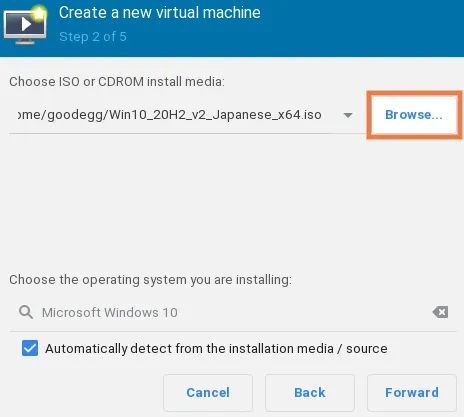 Create a new virtual machine
Step 2 of 5
Choose ISO or CDROM install media:
ome/goodegg/Win10_20H2_v2_Japanese_x64.iso
Browse...
Choose the operating system you are installing:
Microsoft Windows 10
Automatically detect from the installation media / source
Cancel
Back
Forward